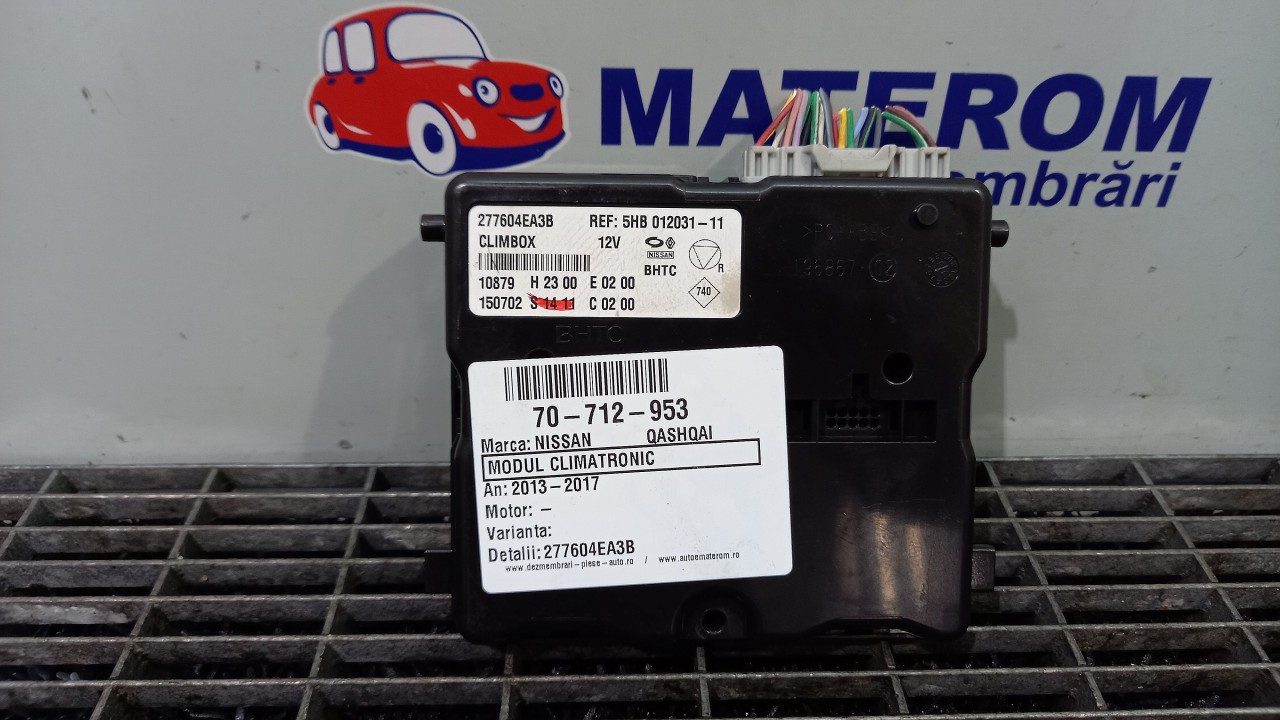 MATEROM
mbrări
277604EA3B REF: 5HB 012031-11
CLIMBOX 12V
NISSAN
BHTC
R
10879 H 23 00 E 02 00
740
150702 S 14 11 C 02 00
BHTC
70-712-953
Marca: NISSAN QASHQAI
MODUL CLIMATRONIC
An: 2013-2017
Motor: -
Varianta:
Detalii: 277604EA3B
www.dezmembrari-piese-auto.ro / www.autoematerom.ro